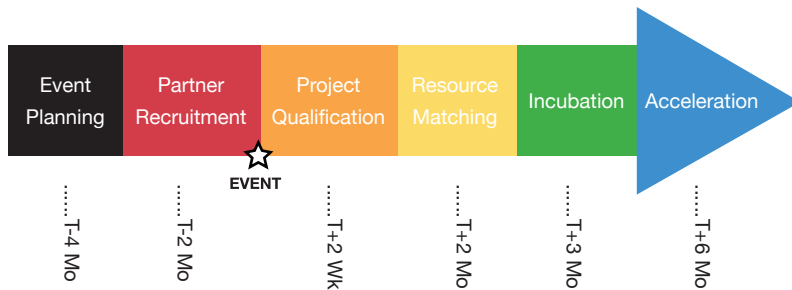 Event
Planning
Partner
Recruitment
Project
Qualification
Resource
Matching
Incubation
Acceleration
EVENT
......T-4 Mo
......T-2 Mo
......T+2 Wk
......T+2 Mo
......T+3 Mo
......T+6 Mo